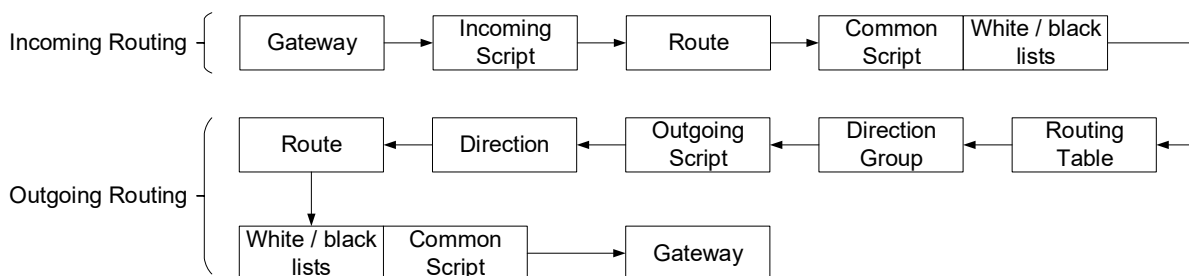 Incoming Routing
Gateway
Incoming
Script
Route
Common
Script
White / black
lists
Outgoing Routing
Route
Direction
Outgoing
Script
Direction
Group
Routing
Table
White / black
lists
Common
Script
Gateway